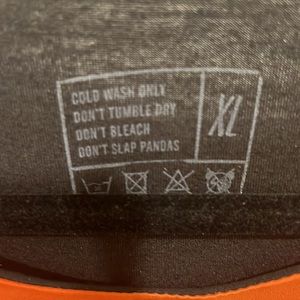 COLD WASH ONLY
DON'T TUMBLE DRY
DON'T BLEACH
DON'T SLAP PANDAS
XL